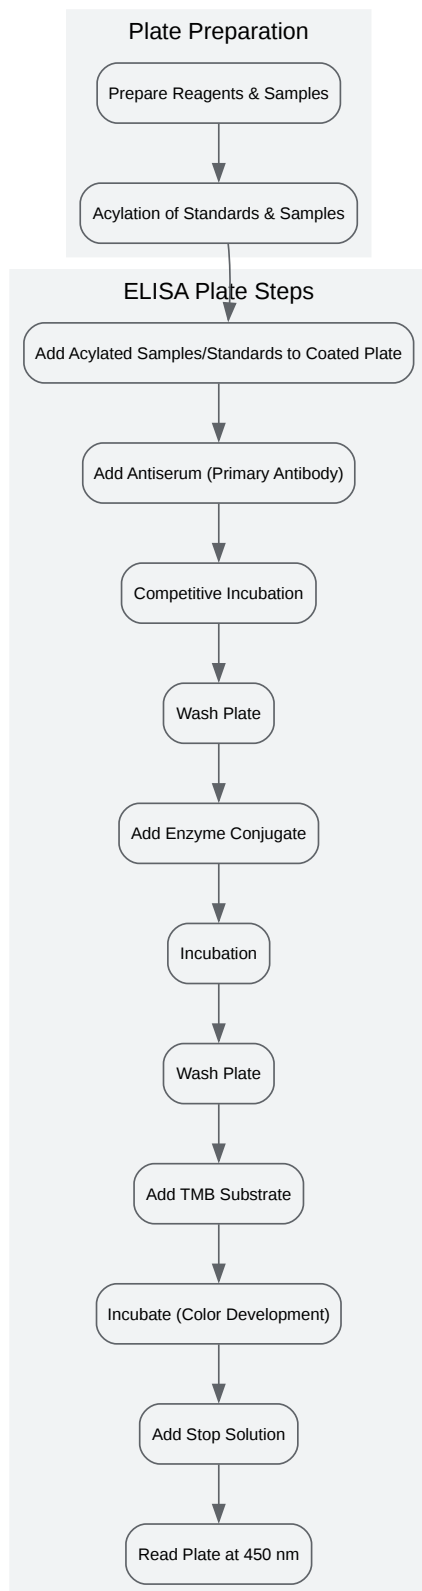 Plate Preparation
Prepare Reagents & Samples
Acylation of Standards & Samples
ELISA Plate Steps
Add Acylated Samples/Standards to Coated Plate
Add Antiserum (Primary Antibody)
Competitive Incubation
Wash Plate
Add Enzyme Conjugate
Incubation
Wash Plate
Add TMB Substrate
Incubate (Color Development)
Add Stop Solution
Read Plate at 450 nm